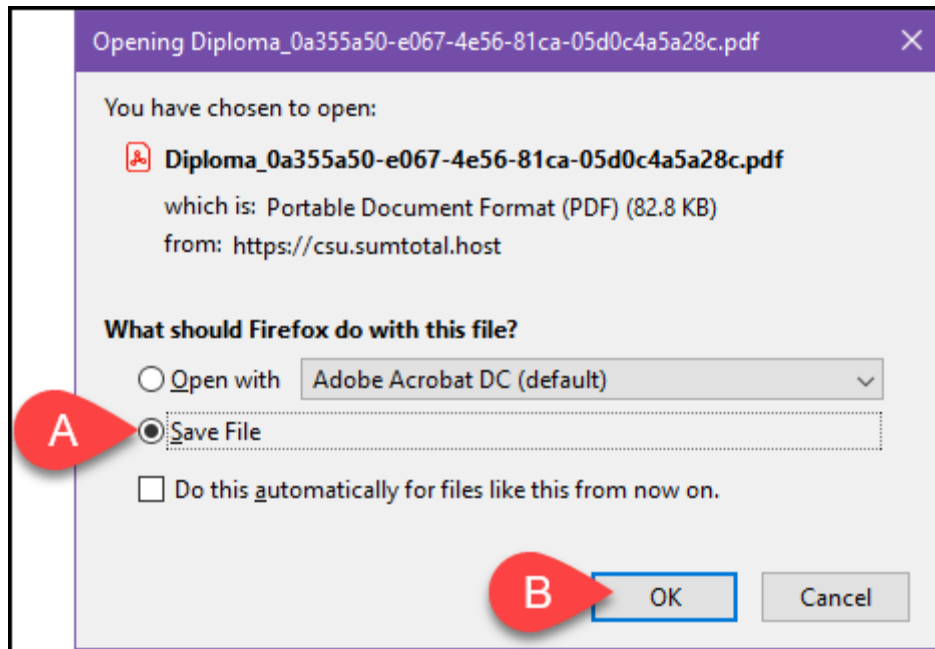 Opening Diploma_0a355a50-e067-4e56-81ca-05d0c4a5a28c.pdf
You have chosen to open:
Diploma_0a355a50-e067-4e56-81ca-05d0c4a5a28c.pdf
which is: Portable Document Format (PDF) (82.8 KB)
from: https://csu.sumtotal.host
What should Firefox do with this file?
Open with Adobe Acrobat DC (default)
A Save File
Do this automatically for files like this from now on.
B OK Cancel